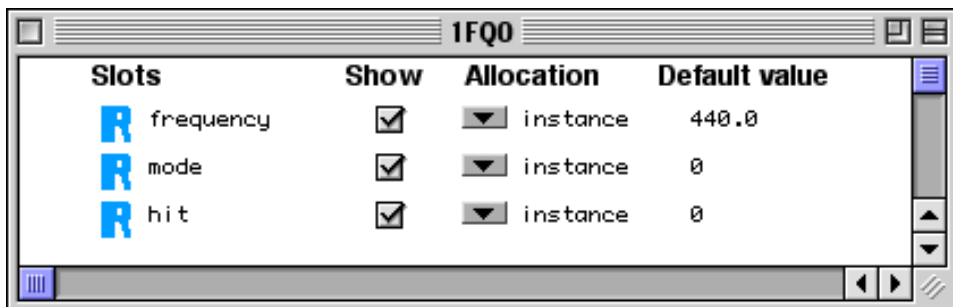 1FQ0
Slots Show Allocation Default value
R frequency instance 440.0
R mode instance 0
R hit instance 0